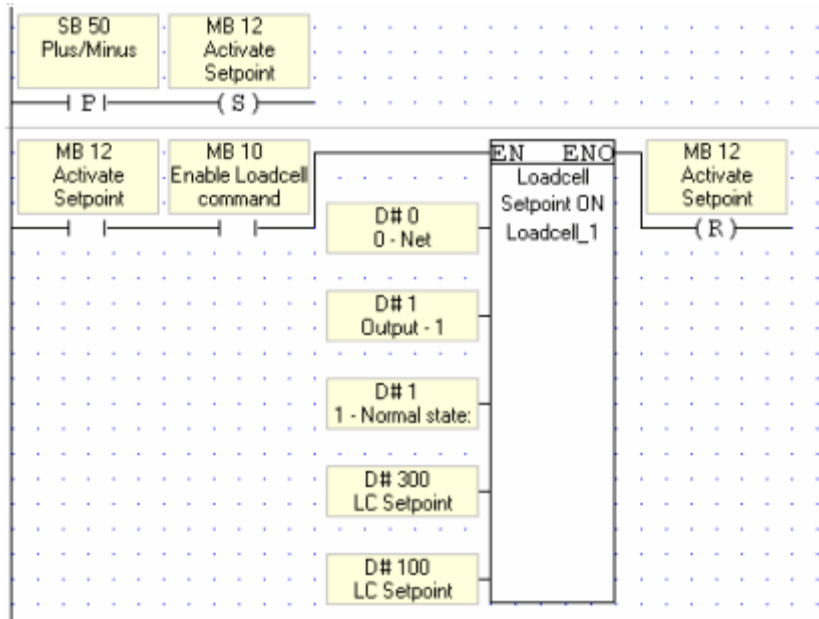 SB 50
Plus/Minus
MB 12
Activate
Setpoint
P
(S)
MB 12
Activate
Setpoint
MB 10
Enable Loadcell
command
EN ENO
Loadcell
Setpoint ON
Loadcell_1
MB 12
Activate
Setpoint
(R)
D# 0
0 - Net
D# 1
Output - 1
D# 1
1 - Normal state:
D# 300
LC Setpoint
D# 100
LC Setpoint